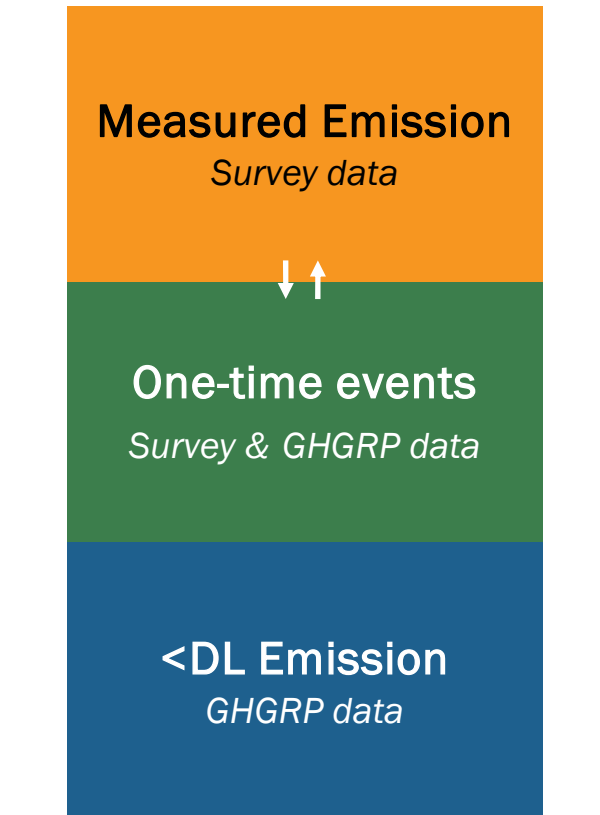 Measured Emission
Survey data
One-time events
Survey & GHGRP data
<DL Emission
GHGRP data